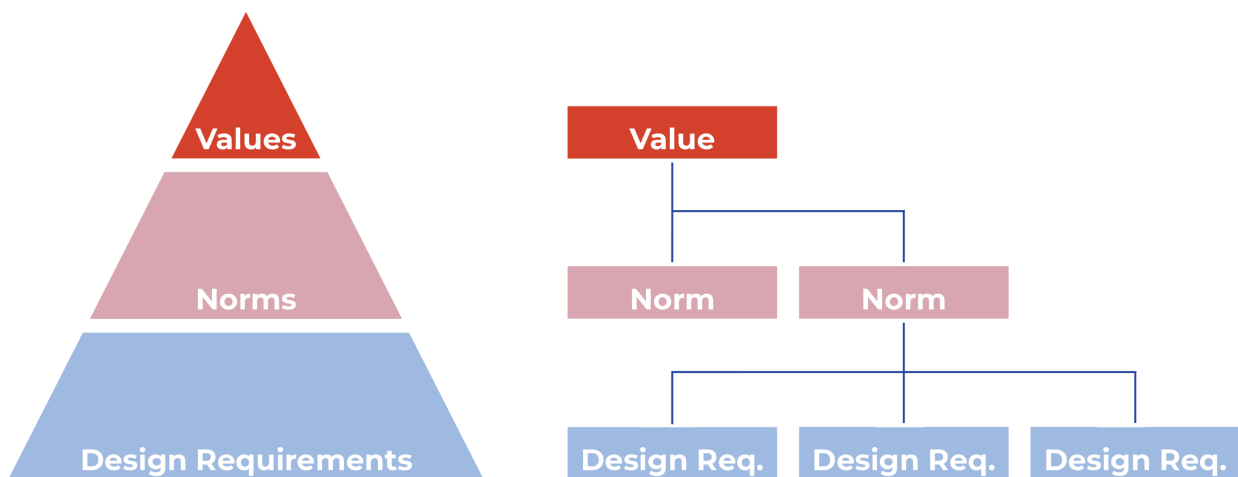 Values
Norms
Design Requirements
Value
Norm
Norm
Design Req.
Design Req.
Design Req.